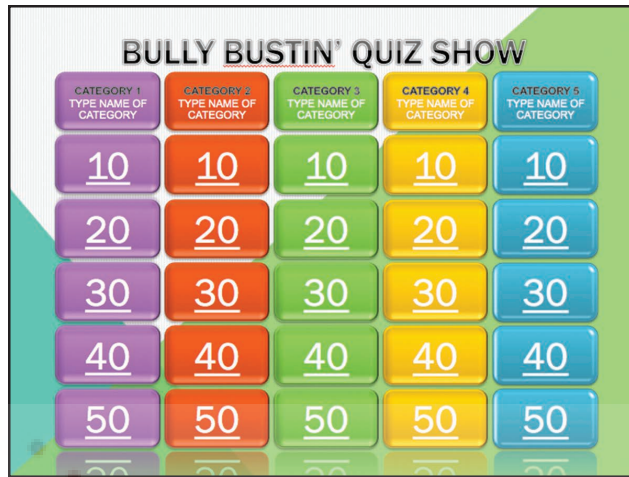 BULLY BUSTIN' QUIZ SHOW
CATEGORY 1 CATEGORY 2 CATEGORY 3 CATEGORY 4 CATEGORY 5
TYPE NAME OF TYPE NAME OF TYPE NAME OF TYPE NAME OF TYPE NAME OF
CATEGORY CATEGORY CATEGORY CATEGORY CATEGORY
10 10 10 10 10
20 20 20 20 20
30 30 30 30 30
40 40 40 40 40
50 50 50 50 50